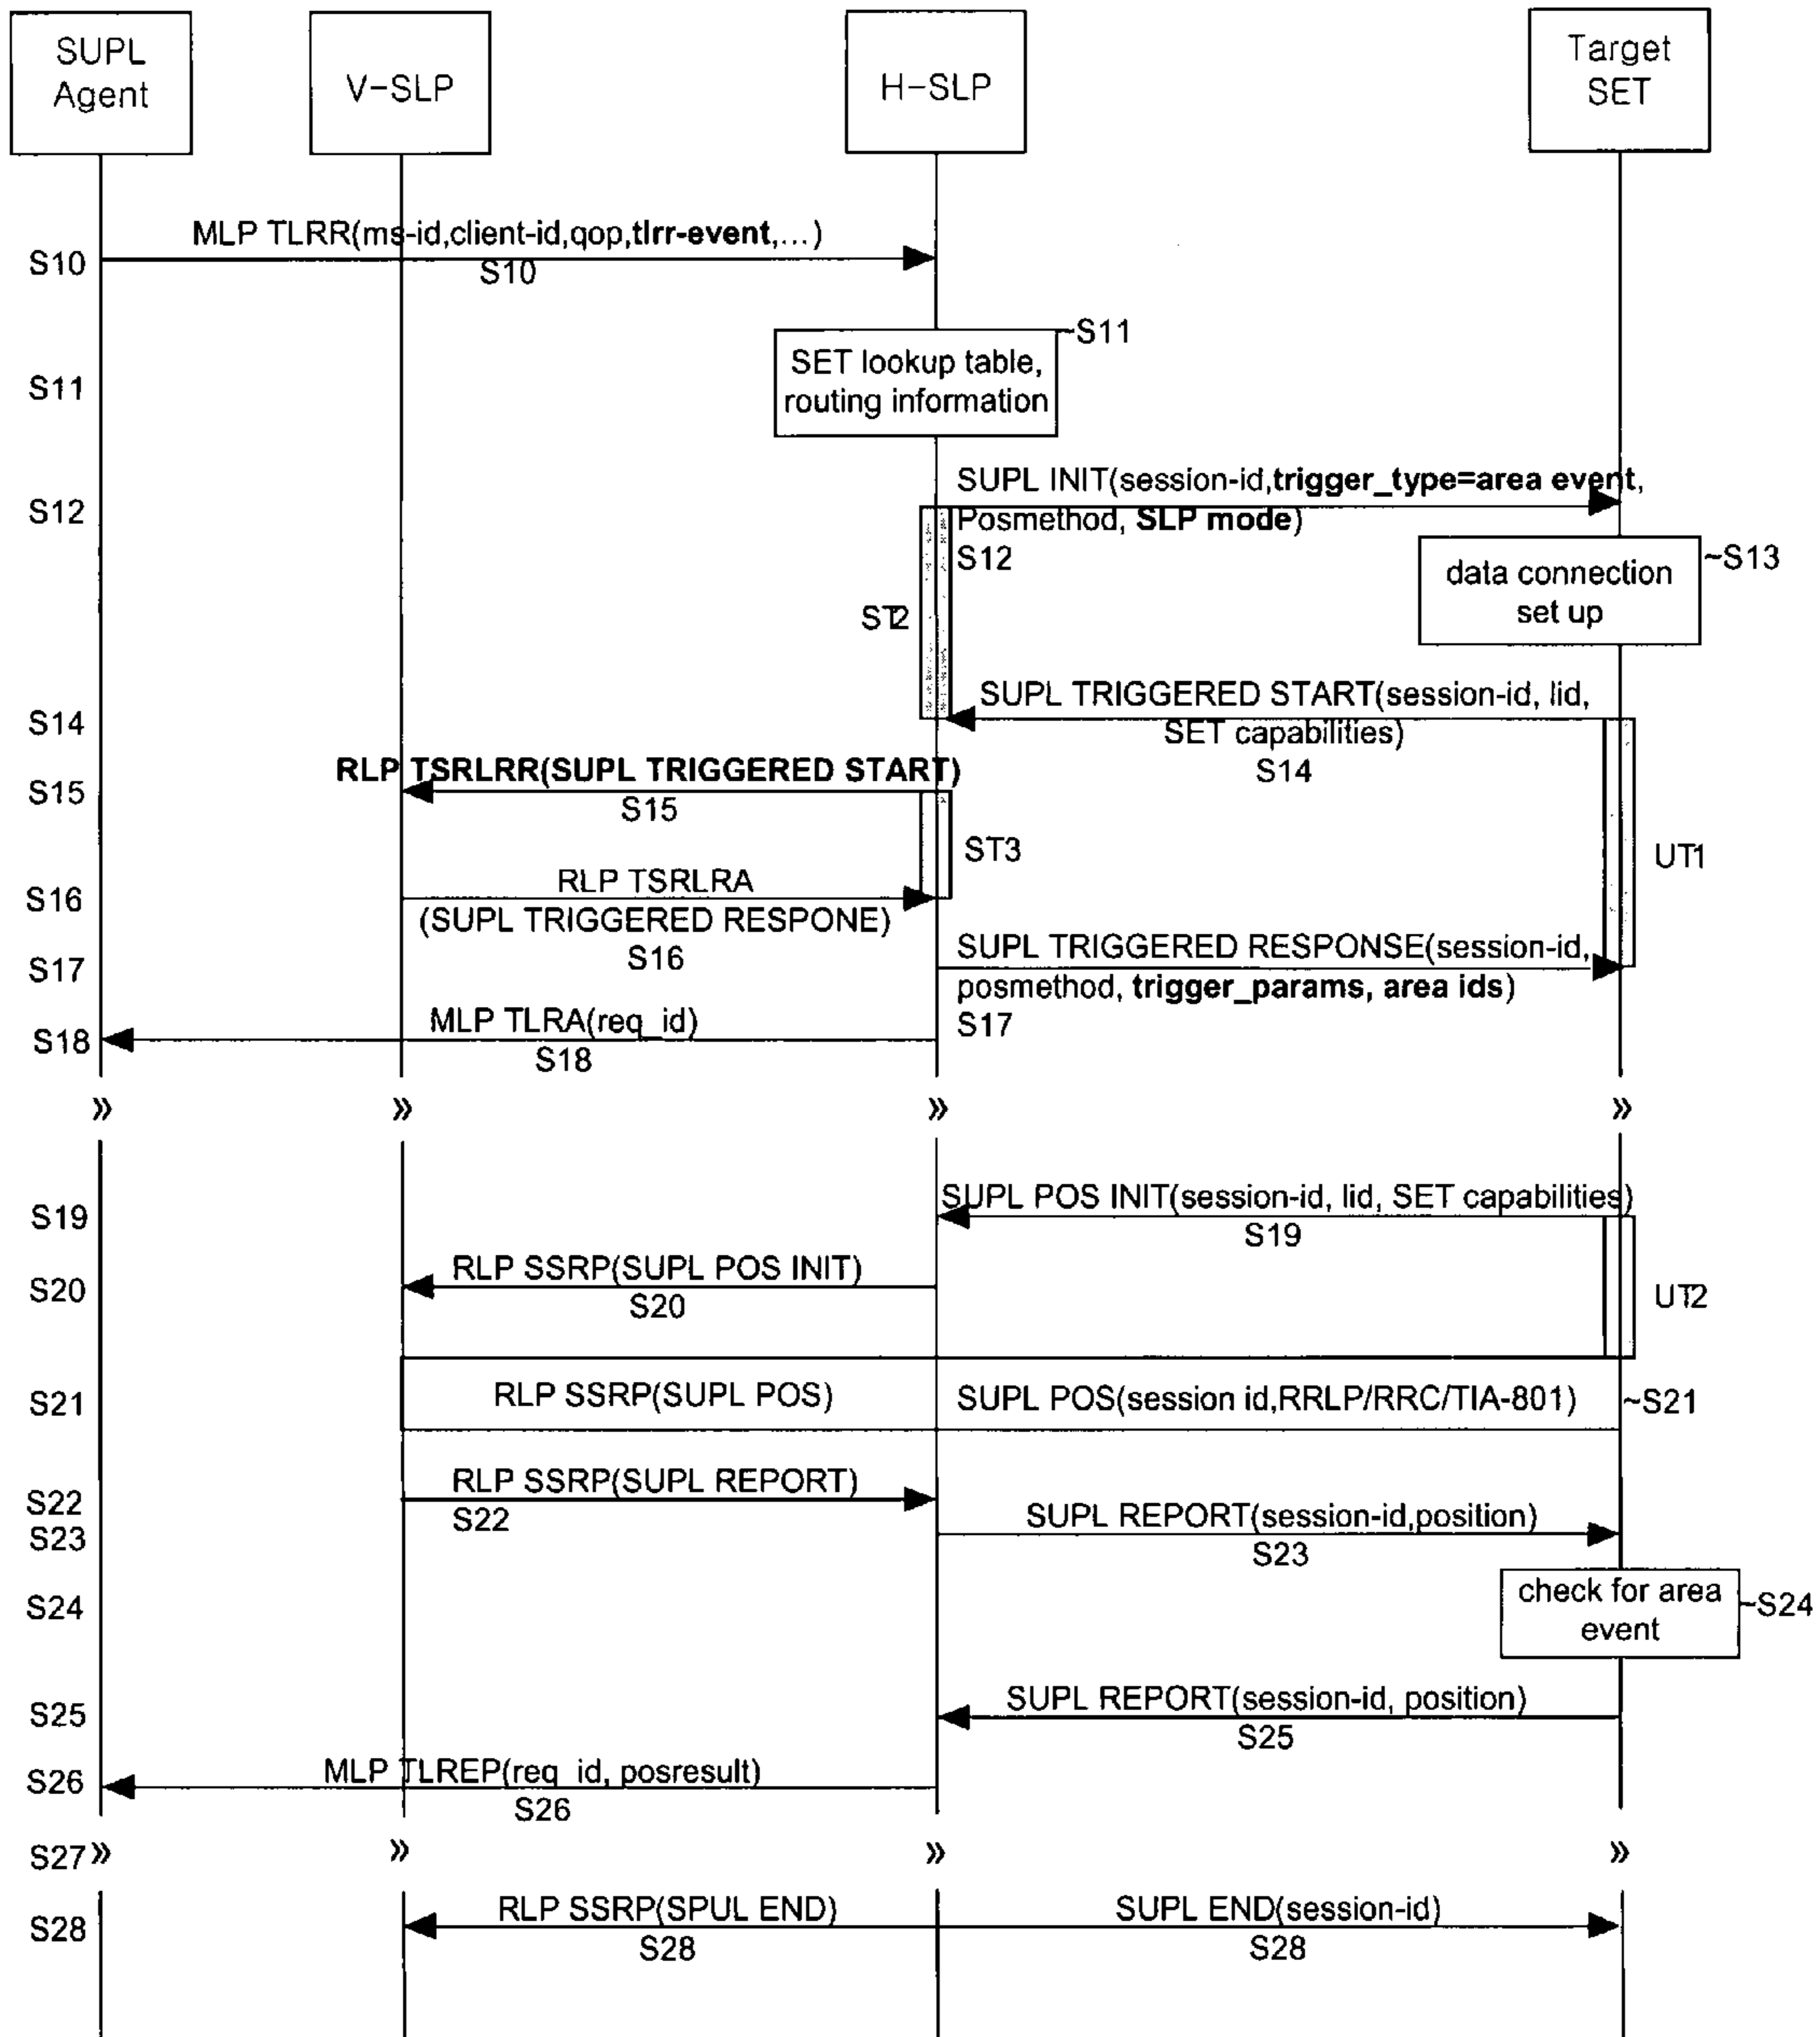 SUPL
Agent
V-SLP
H-SLP
Target
SET
MLP TLRR(ms-id,client-id,qop,tlrr-event,...)
S10
S10
~S11
SET lookup table,
routing information
S11
SUPL INIT(session-id,trigger_type=area event,
Posmethod, SLP mode)
S12
S12
~S13
data connection
set up
ST2
SUPL TRIGGERED START(session-id, lid,
SET capabilities)
S14
S14
RLP TSRLRR(SUPL TRIGGERED START)
S15
S15
ST3
UT1
RLP TSRLRA
(SUPL TRIGGERED RESPONE)
S16
S16
SUPL TRIGGERED RESPONSE(session-id,
posmethod, trigger_params, area ids)
S17
S17
MLP TLRA(req_id)
S18
S18
» » » »
SUPL POS INIT(session-id, lid, SET capabilities)
S19
S19
RLP SSRP(SUPL POS INIT)
S20
S20
UT2
S21
RLP SSRP(SUPL POS)
SUPL POS(session id,RRLP/RRC/TIA-801)
~S21
RLP SSRP(SUPL REPORT)
S22
S22
SUPL REPORT(session-id,position)
S23
S23
S24
check for area
event
~S24
SUPL REPORT(session-id, position)
S25
S25
MLP TLREP(req_id, posresult)
S26
S26
S27» » » »
RLP SSRP(SPUL END)
SUPL END(session-id)
S28
S28
S28